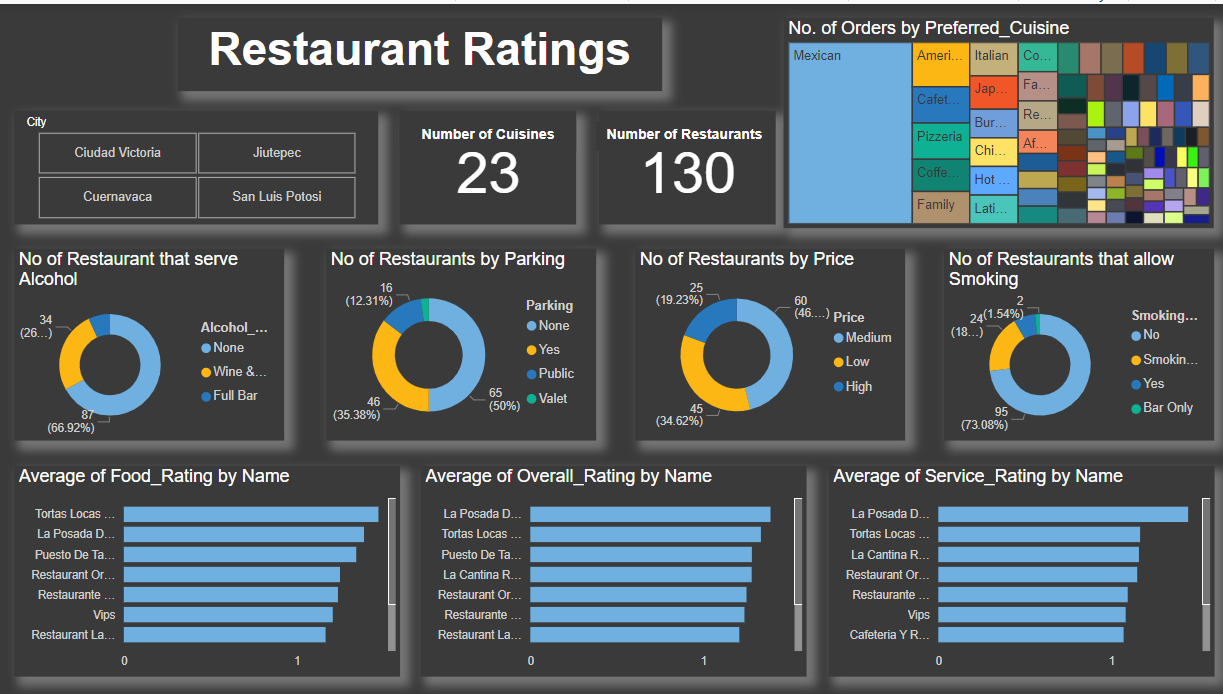 Restaurant Ratings
No. of Orders by Preferred_Cuisine
Mexican
Ameri...
Cafet...
Pizzeria
Coffe...
Family
Italian
Jap...
Bur...
Chi...
Hot ...
Lati...
Co...
Fa...
Re...
Af...
City
Ciudad Victoria
Jiutepec
Cuernavaca
San Luis Potosi
Number of Cuisines
23
Number of Restaurants
130
No of Restaurant that serve
Alcohol
34
(26...)
87
(66.92%)
Alcohol_...
None
Wine &...
Full Bar
No of Restaurants by Parking
16
(12.31%)
46
(35.38%)
65
(50%)
Parking
None
Yes
Public
Valet
No of Restaurants by Price
25
(19.23%)
60
(46....)
45
(34.62%)
Price
Medium
Low
High
No of Restaurants that allow
Smoking
2
(1.54%)
24
(18...)
95
(73.08%)
Smoking...
No
Smokin...
Yes
Bar Only
Average of Food_Rating by Name
Tortas Locas ...
La Posada D...
Puesto De Ta...
Restaurant Or...
Restaurante ...
Vips
Restaurant La...
0 1
Average of Overall_Rating by Name
La Posada D...
Tortas Locas ...
Puesto De Ta...
La Cantina R...
Restaurant Or...
Restaurante ...
Restaurant La...
0 1
Average of Service_Rating by Name
La Posada D...
Tortas Locas ...
La Cantina R...
Restaurant Or...
Restaurante ...
Vips
Cafeteria Y R...
0 1